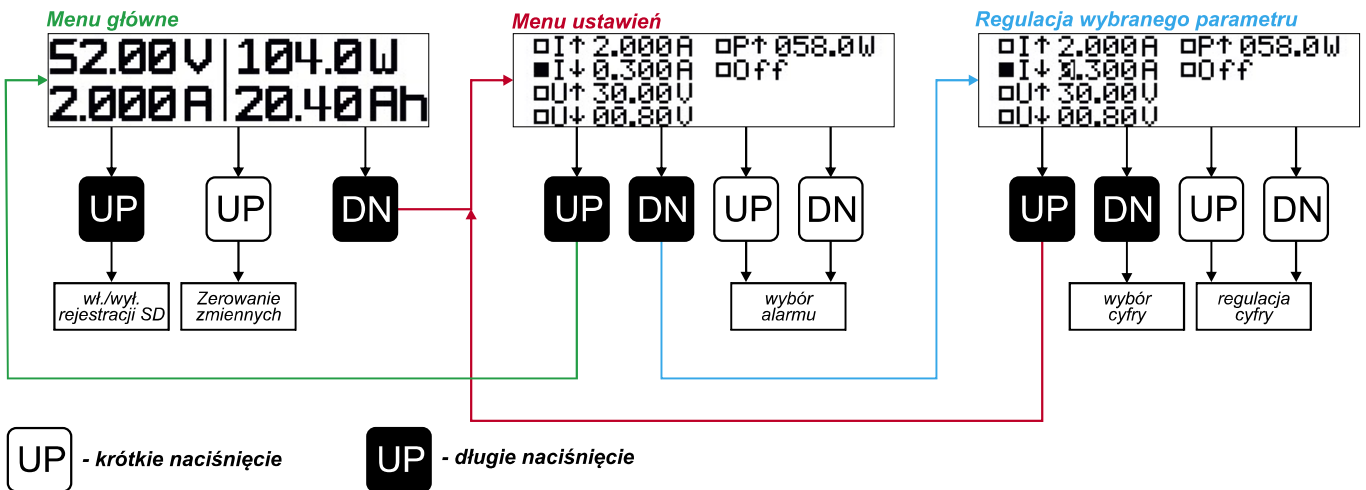 Menu główne
52.00V 104.0W
2.000A 20.40Ah
UP UP DN
wł./wył.
rejestracji SD
Zerowanie
zmiennych
Menu ustawień
□I↑ 2.000A □P↑ 058.0W
■I↓ 0.300A □Off
□U↑ 30.00V
□U↓ 00.80V
UP DN UP DN
wybór
alarmu
Regulacja wybranego parametru
□I↑ 2.000A □P↑ 058.0W
■I↓ .300A □Off
□U↑ 30.00V
□U↓ 00.80V
UP DN UP DN
wybór
cyfry
regulacja
cyfry
UP - krótkie naciśnięcie
UP - długie naciśnięcie